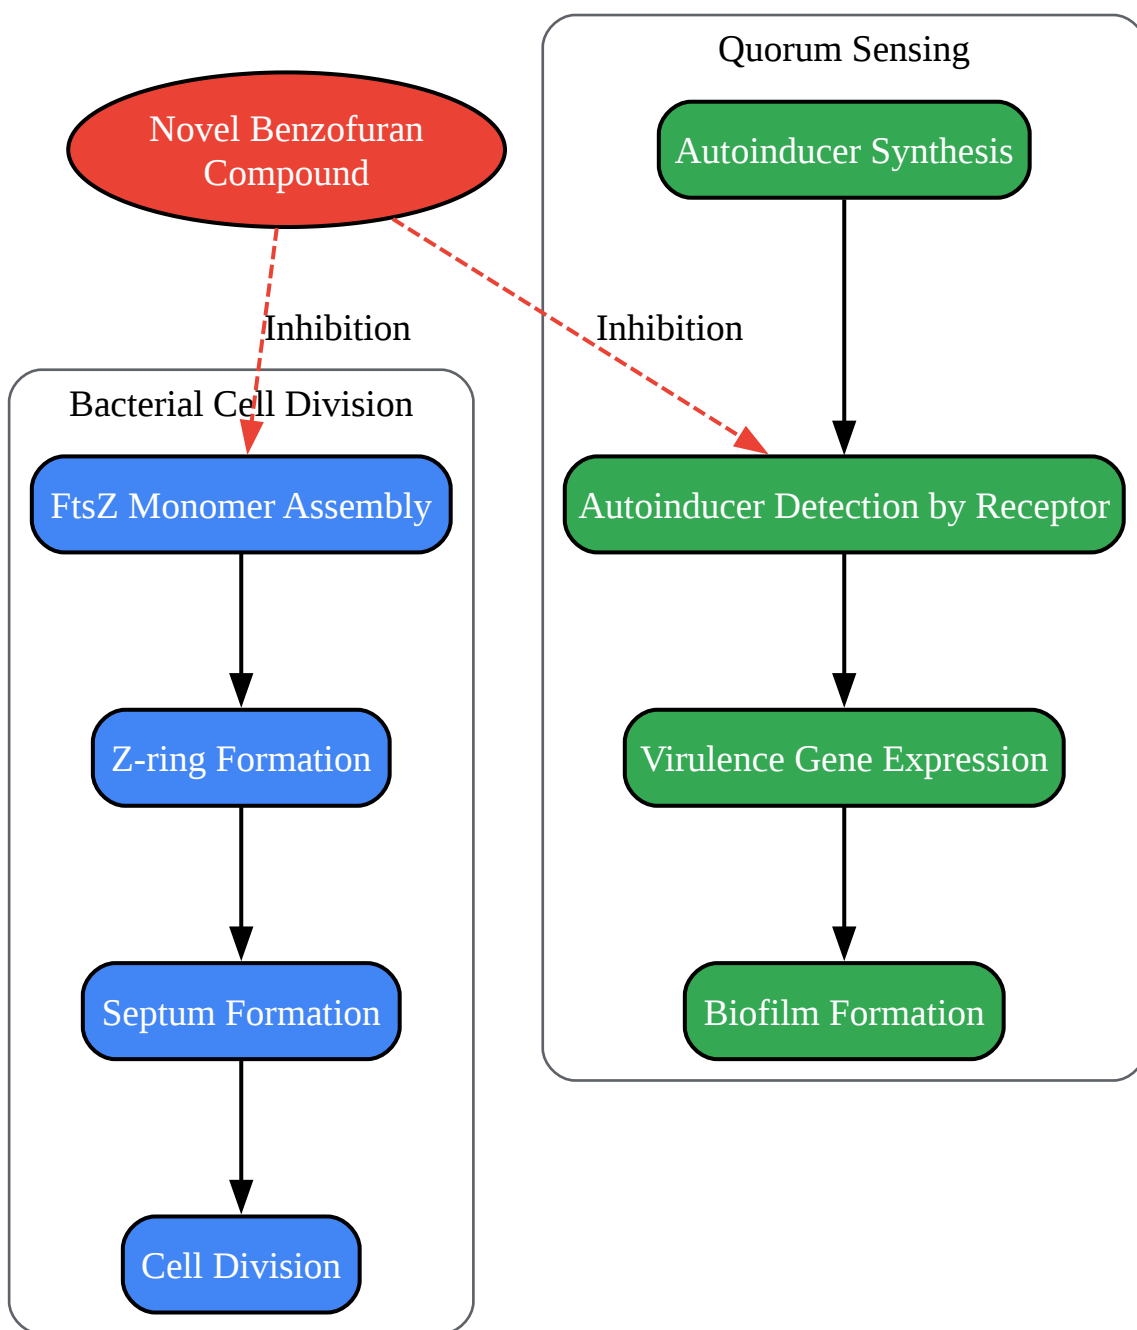 Quorum Sensing
Novel Benzofuran
Compound
Autoinducer Synthesis
Inhibition
Inhibition
Bacterial Cell Division
FtsZ Monomer Assembly
Autoinducer Detection by Receptor
Z-ring Formation
Virulence Gene Expression
Septum Formation
Biofilm Formation
Cell Division